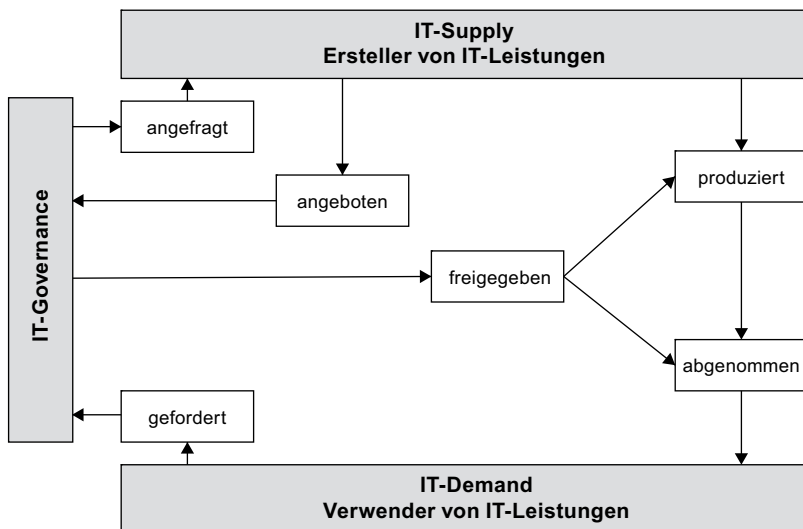 IT-Supply
Ersteller von IT-Leistungen
angefragt
produziert
angeboten
IT-Governance
freigegeben
abgenommen
gefordert
IT-Demand
Verwender von IT-Leistungen